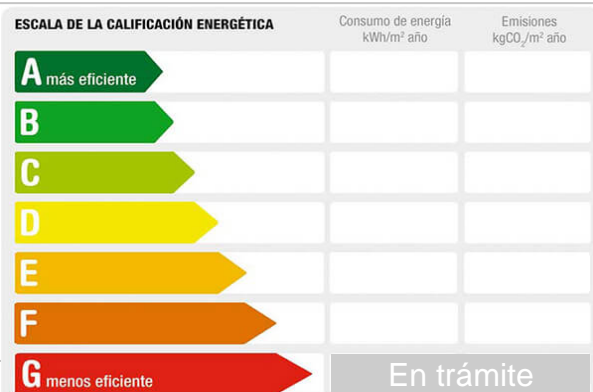 ESCALA DE LA CALIFICACIÓN ENERGÉTICA
Consumo de energía
kWh/m² año
Emisiones
kgCO₂/m² año
A más eficiente
B
C
D
E
F
G menos eficiente
En trámite